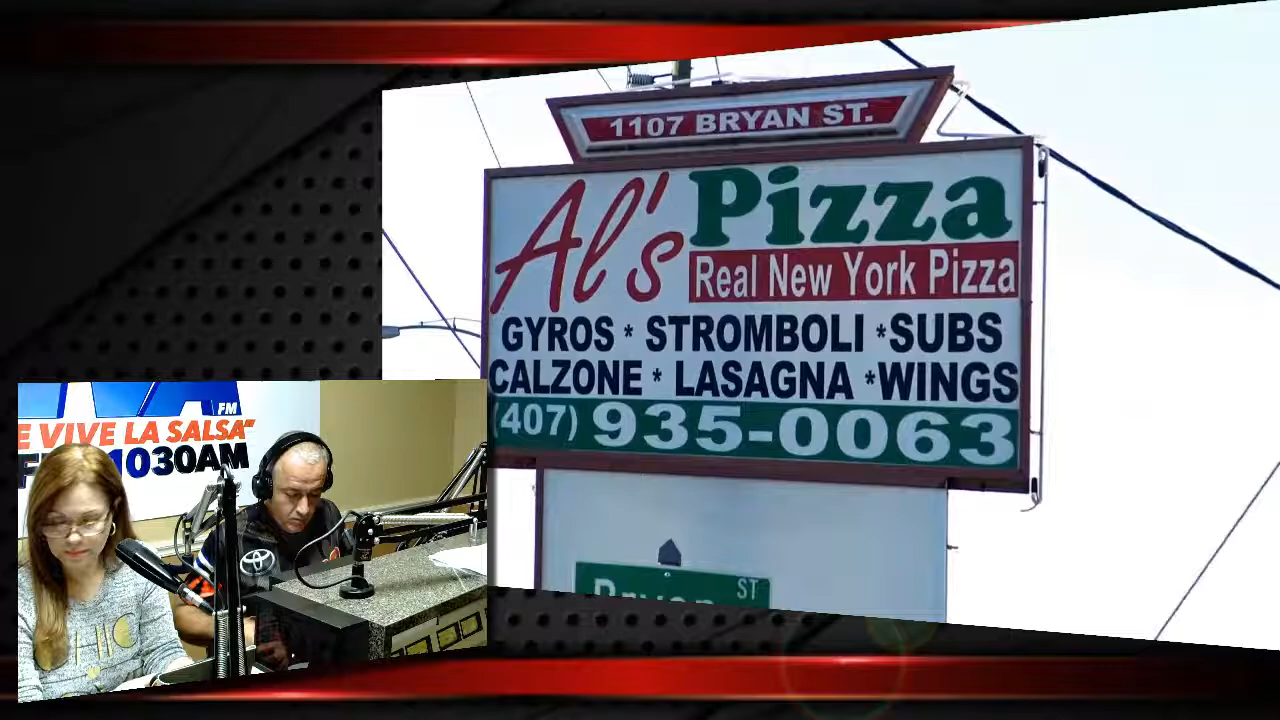 1107 BRYAN ST.
Al's Pizza
Real New York Pizza
GYROS * STROMBOLI *SUBS
CALZONE * LASAGNA *WINGS
(407) 935-0063
Bryan ST
FM
E VIVE LA SALSA"
1030AM